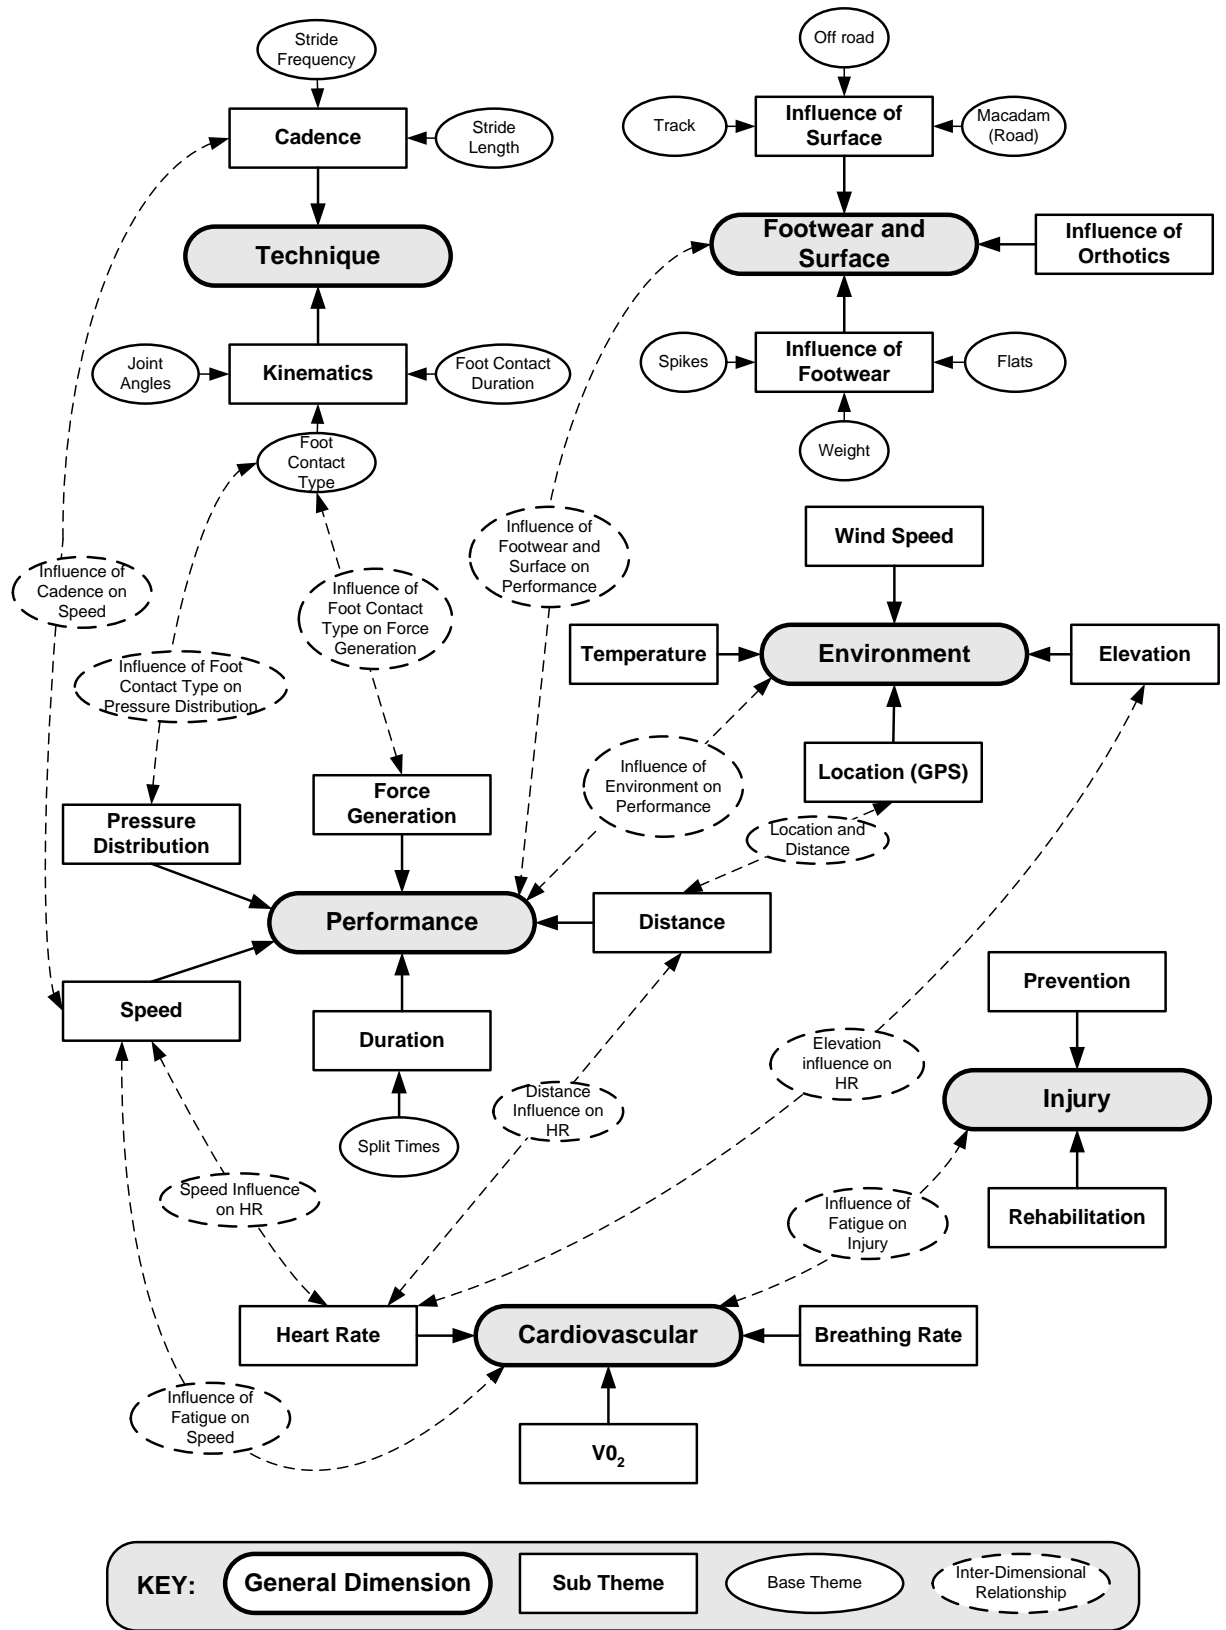 Stride
Frequency
Cadence
Stride
Length
Technique
Joint
Angles
Kinematics
Foot Contact
Duration
Foot
Contact
Type
Off road
Track
Influence of
Surface
Macadam
(Road)
Footwear and
Surface
Influence of
Orthotics
Spikes
Influence of
Footwear
Flats
Weight
Influence of
Cadence on
Speed
Influence of Foot
Contact Type on
Pressure Distribution
Influence of
Foot Contact
Type on Force
Generation
Influence of
Footwear and
Surface on
Performance
Wind Speed
Temperature
Environment
Elevation
Location (GPS)
Influence of
Environment on
Performance
Location and
Distance
Pressure
Distribution
Force
Generation
Performance
Distance
Speed
Duration
Split Times
Prevention
Injury
Rehabilitation
Elevation
influence on
HR
Distance
Influence on
HR
Speed Influence
on HR
Influence of
Fatigue on
Injury
Heart Rate
Cardiovascular
Breathing Rate
Influence of
Fatigue on
Speed
V0₂
KEY:
General Dimension
Sub Theme
Base Theme
Inter-Dimensional
Relationship